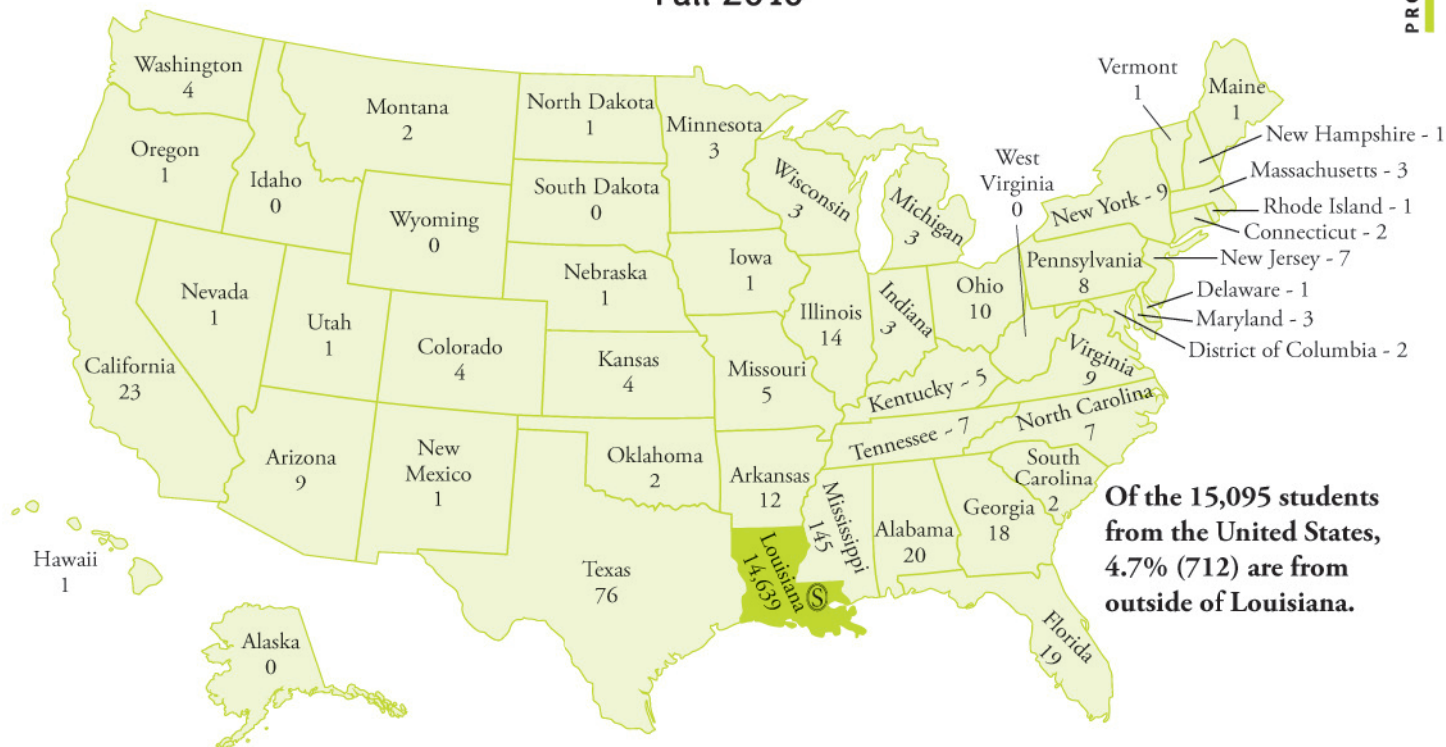 PRO
Washington
4
Montana
2
North Dakota
1
Minnesota
3
Vermont
1
Maine
1
New Hampshire - 1
Massachusetts - 3
Rhode Island - 1
Connecticut - 2
New Jersey - 7
Delaware - 1
Maryland - 3
District of Columbia - 2
Oregon
1
Idaho
0
Wyoming
0
South Dakota
0
Wisconsin
3
Michigan
3
West
Virginia
0
New York - 9
Pennsylvania
8
Nevada
1
Utah
1
Colorado
4
Nebraska
1
Iowa
1
Illinois
14
Indiana
3
Ohio
10
California
23
Kansas
4
Missouri
5
Kentucky - 5
Virginia
9
Tennessee - 7
North Carolina
7
South
Carolina
2
Arizona
9
New
Mexico
1
Oklahoma
2
Arkansas
12
Mississippi
145
Alabama
20
Georgia
18
Louisiana
14,639
S
Texas
76
Florida
19
Hawaii
1
Alaska
0
Of the 15,095 students
from the United States,
4.7% (712) are from
outside of Louisiana.